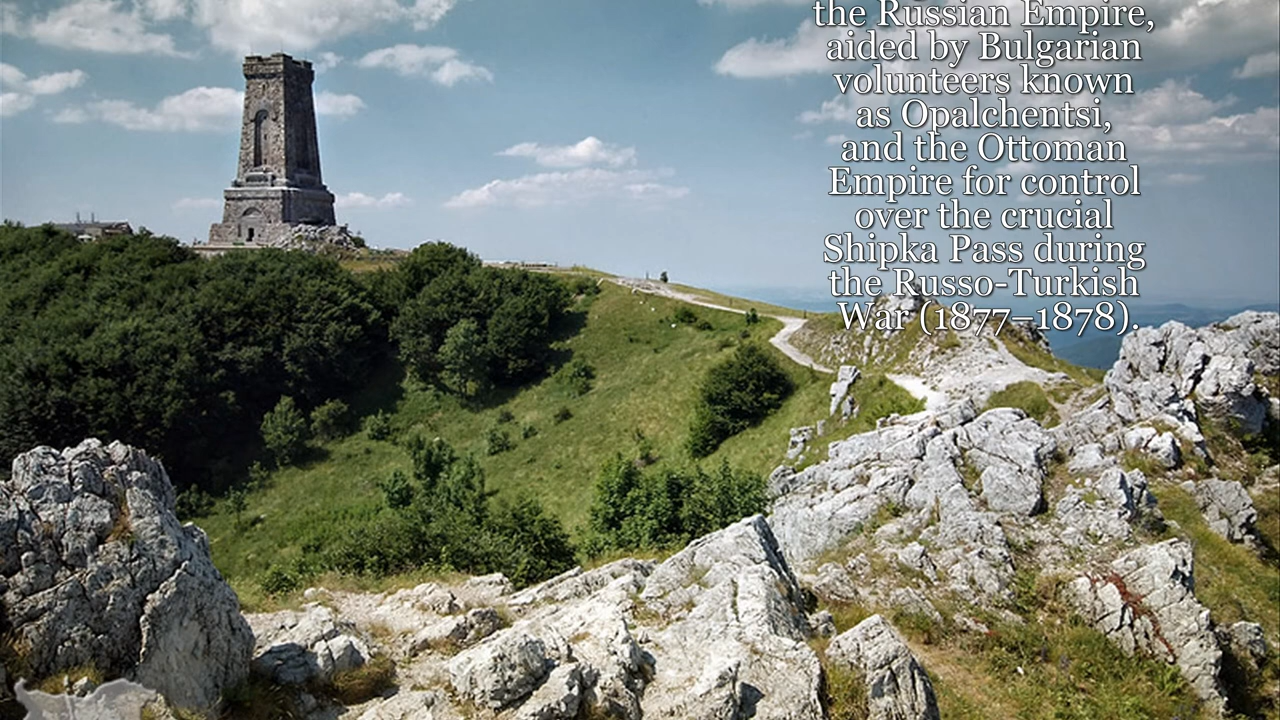 the Russian Empire,
aided by Bulgarian
volunteers known
as Opalchentsi,
and the Ottoman
Empire for control
over the crucial
Shipka Pass during
the Russo-Turkish
War (1877–1878).